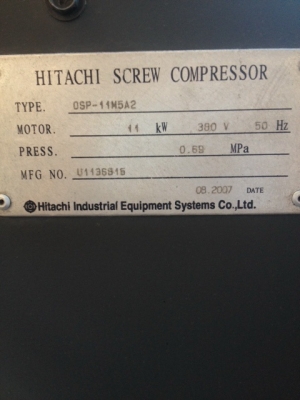 HITACHI SCREW COMPRESSOR
TYPE. OSP-11M5A2
MOTOR. 11 kW 380 V 50 Hz
PRESS. 0.69 MPa
MFG NO. U1136915
08.2007 DATE
Hitachi Industrial Equipment Systems Co.,Ltd.